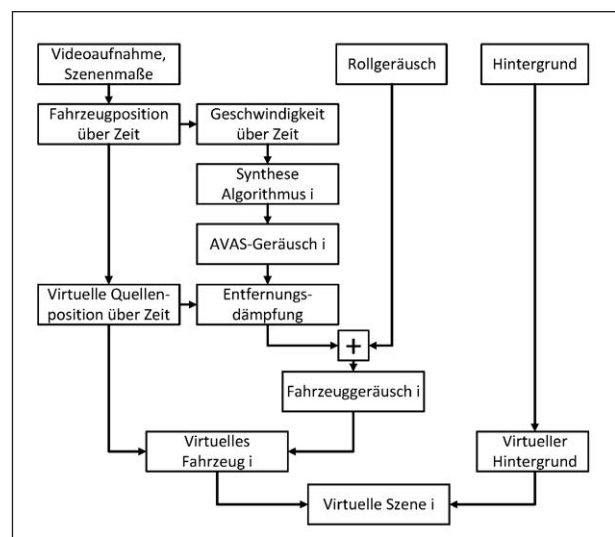 Videoaufnahme,
Szenenmaße
Rollgeräusch
Hintergrund
Fahrzeugposition
über Zeit
Geschwindigkeit
über Zeit
Synthese
Algorithmus i
AVAS-Geräusch i
Virtuelle Quellen-
position über Zeit
Entfernungs-
dämpfung
+
Fahrzeuggeräusch i
Virtuelles
Fahrzeug i
Virtueller
Hintergrund
Virtuelle Szene i